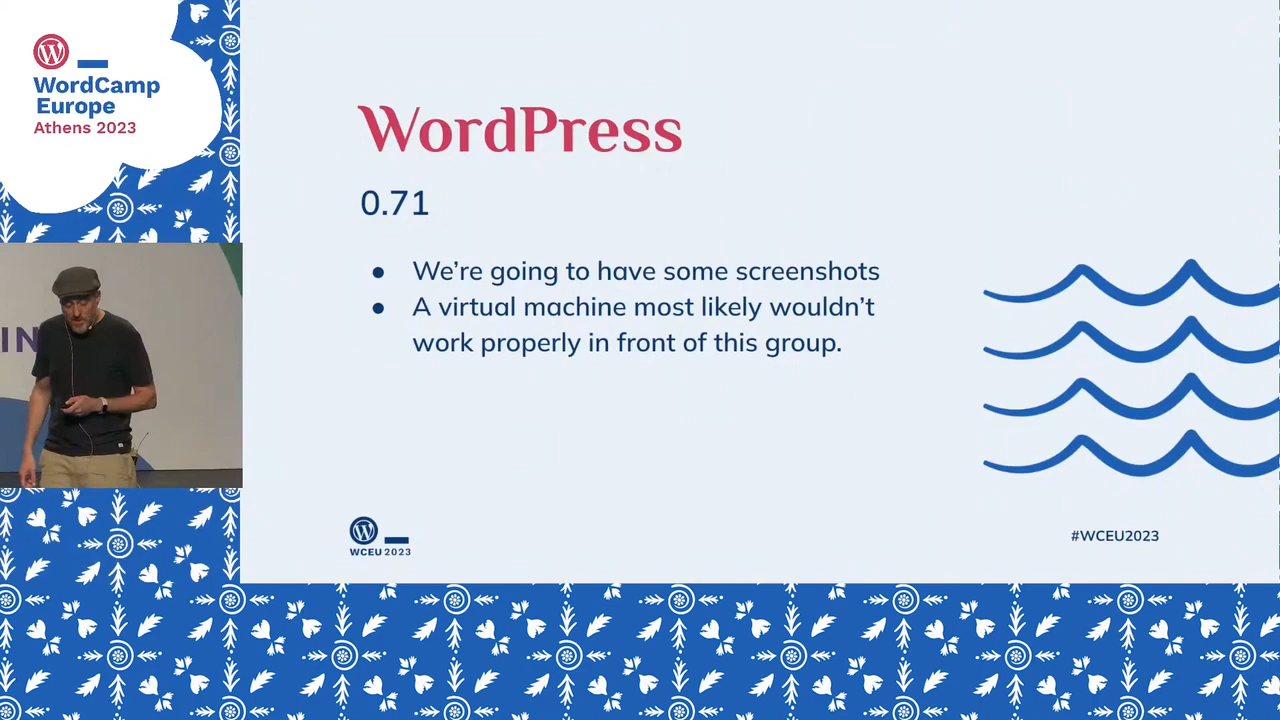 WordCamp
Europe
Athens 2023
WordPress
0.71
● We’re going to have some screenshots
● A virtual machine most likely wouldn’t
work properly in front of this group.
IN
WCEU 2023
#WCEU2023